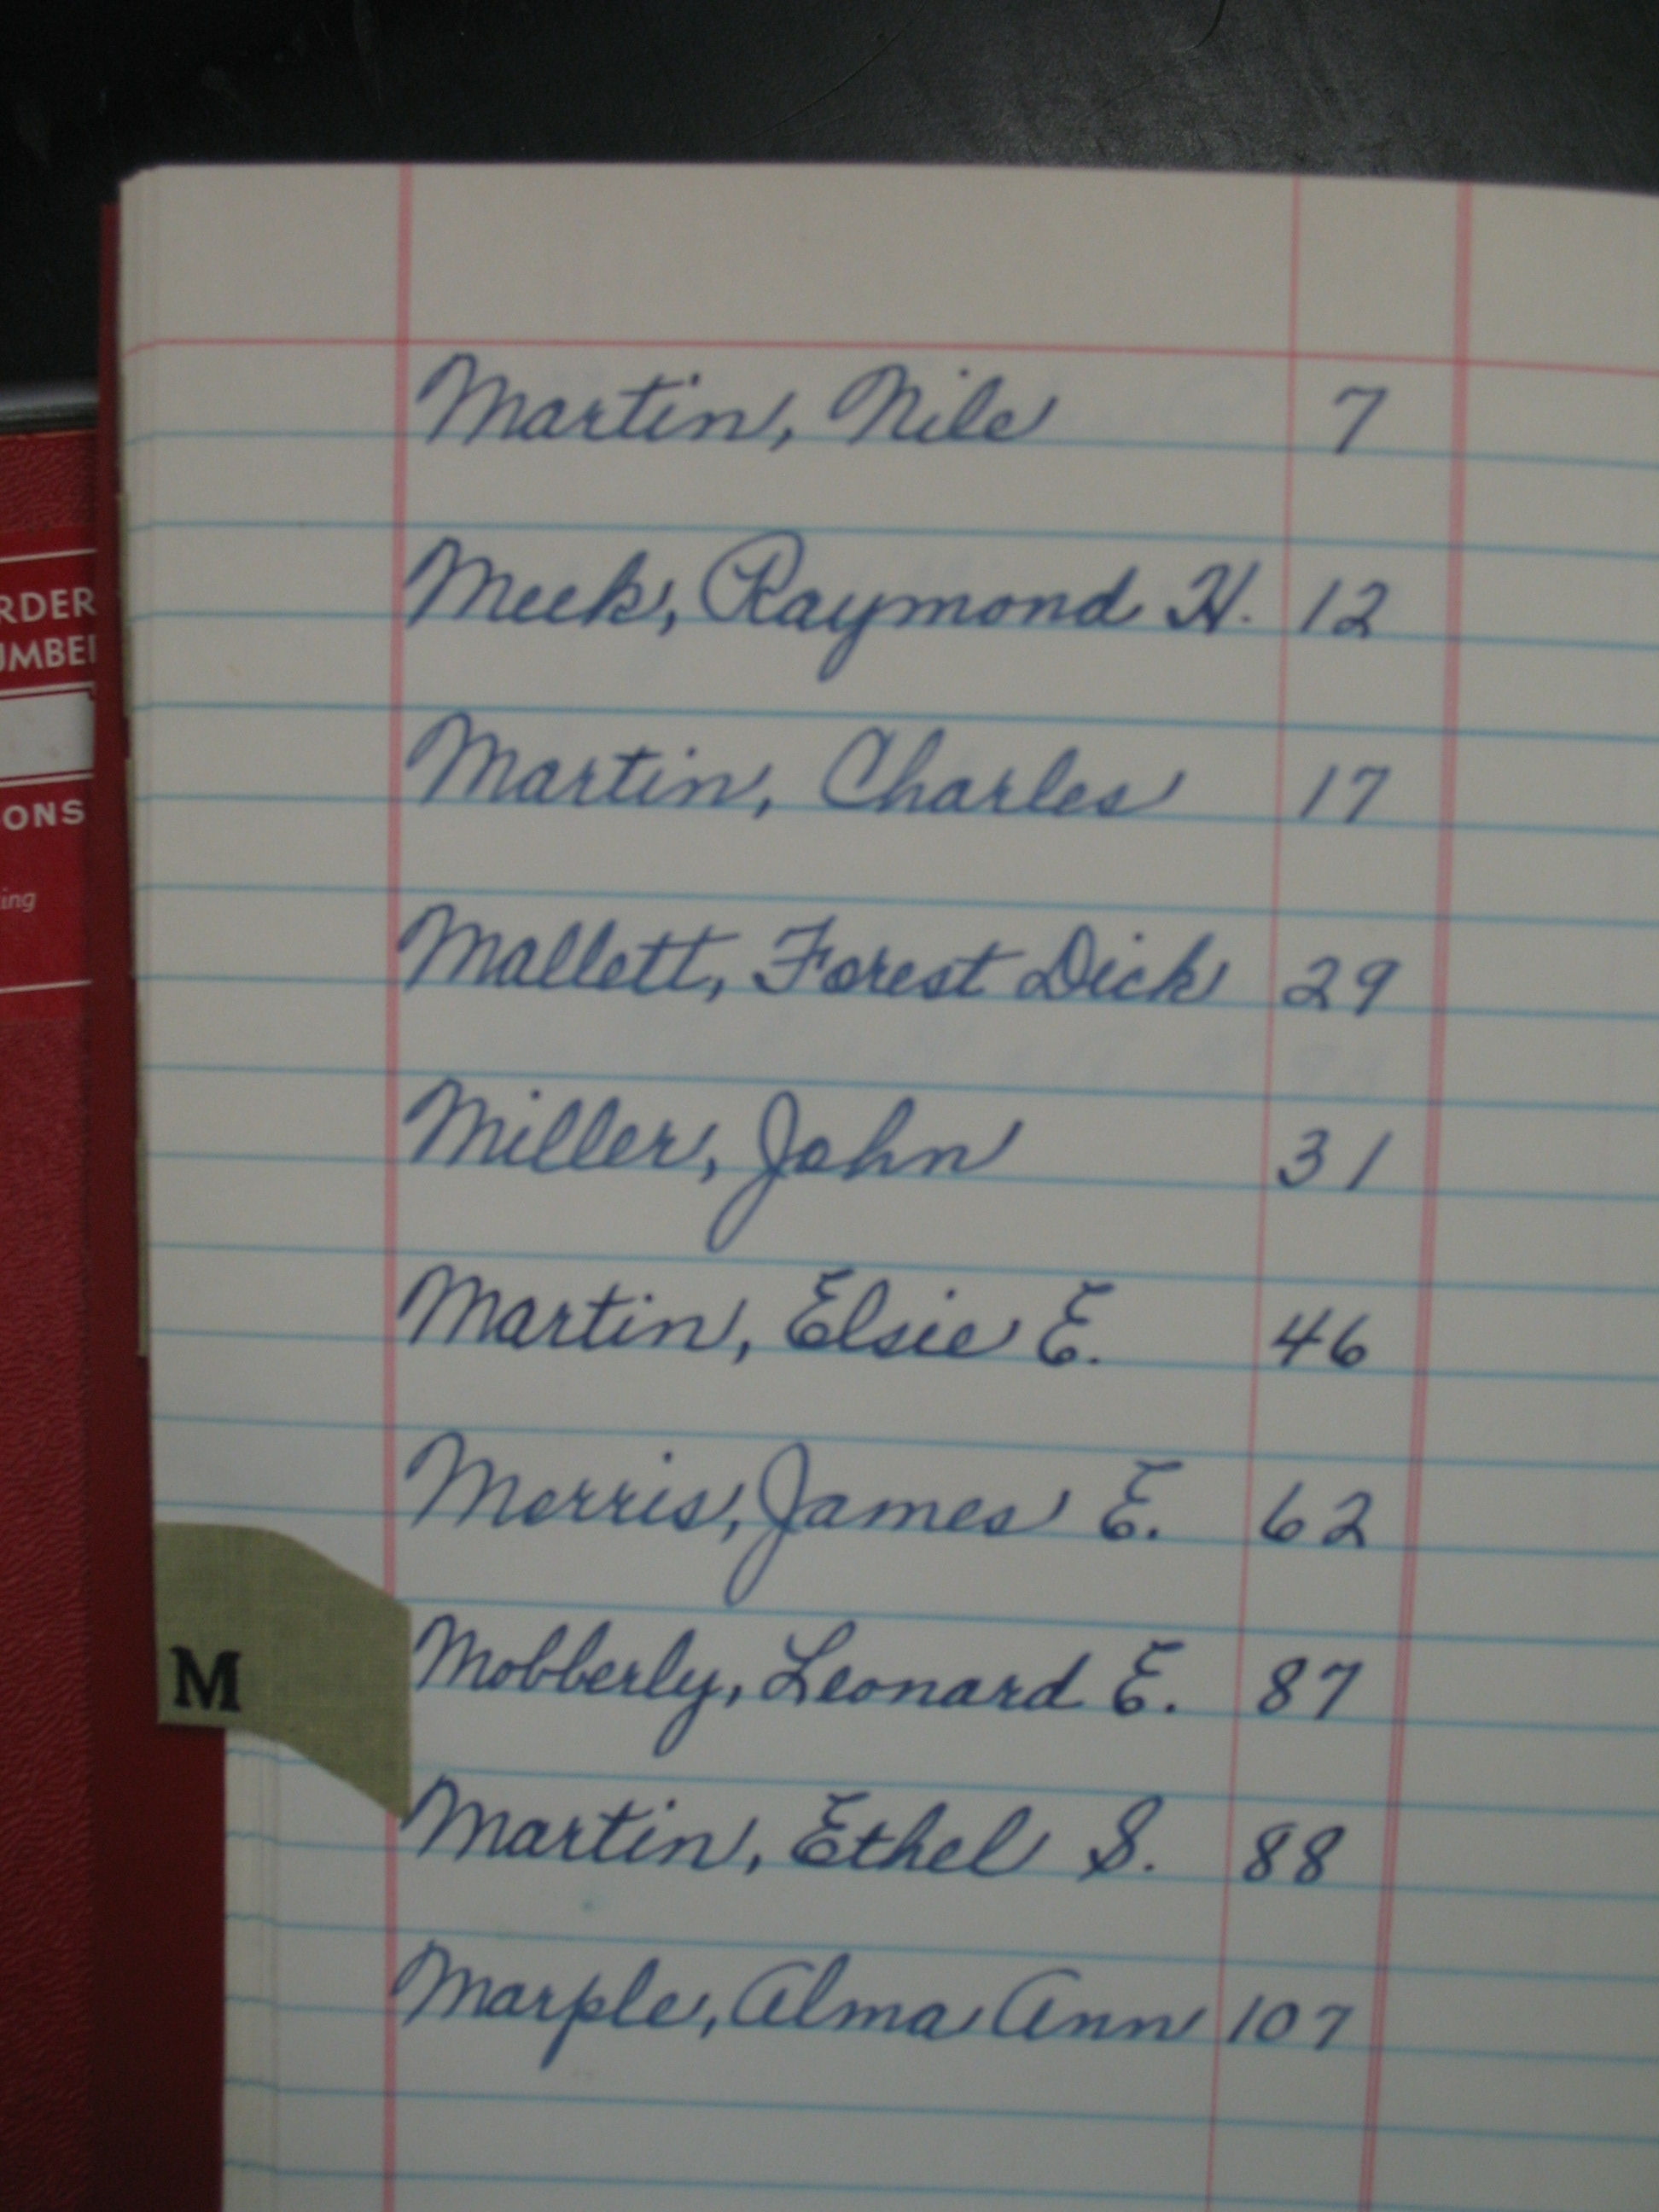 Martin, Nile 7
Meek, Raymond H. 12
Martin, Charles 17
Mallett, Forest Dick 29
Miller, John 31
Martin, Elsie E. 46
Morris, James E. 62
Mobberly, Leonard E. 87
Martin, Ethel S. 88
Marple, Alma Ann 107
M
RDER
UMBE
ONS
ing